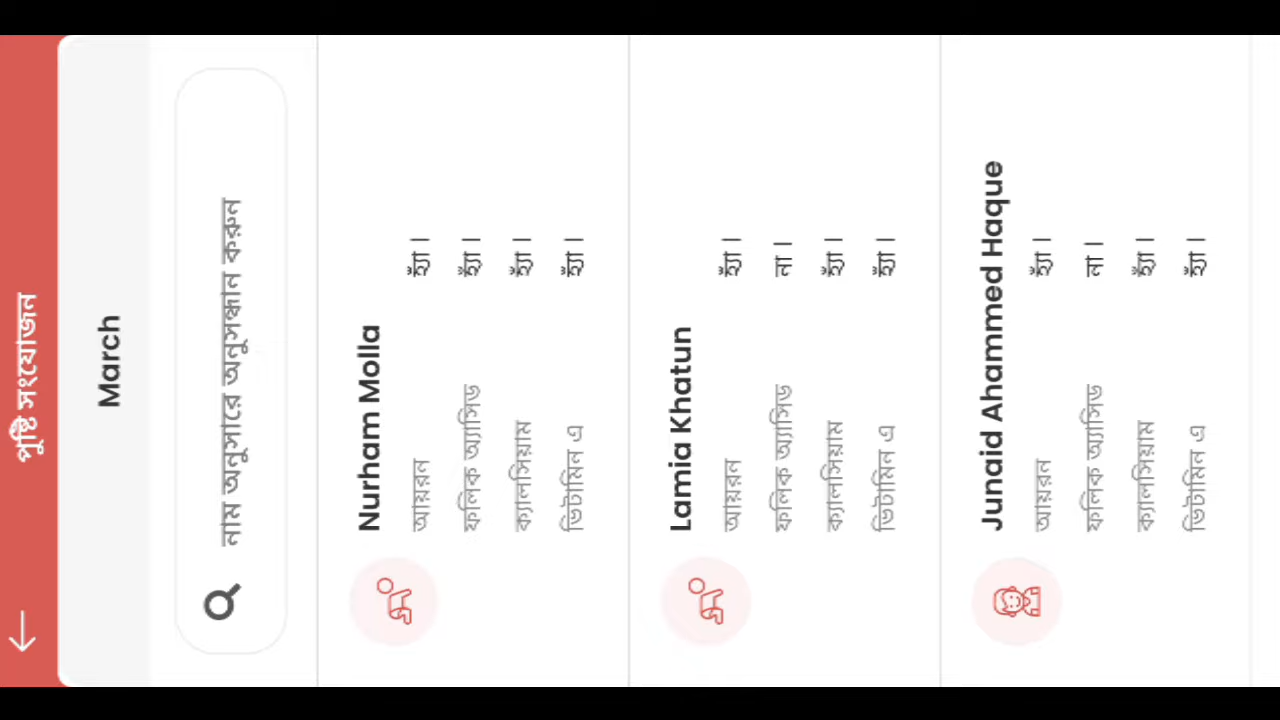 পুষ্টি সংযোজন
March
নাম অনুসারে অনুসন্ধান করুন
Nurham Molla
আয়রন হ্যাঁ।
ফলিক অ্যাসিড হ্যাঁ।
ক্যালসিয়াম হ্যাঁ।
ভিটামিন এ হ্যাঁ।
Lamia Khatun
আয়রন হ্যাঁ।
ফলিক অ্যাসিড না।
ক্যালসিয়াম হ্যাঁ।
ভিটামিন এ হ্যাঁ।
Junaid Ahammed Haque
আয়রন হ্যাঁ।
ফলিক অ্যাসিড না।
ক্যালসিয়াম হ্যাঁ।
ভিটামিন এ হ্যাঁ।